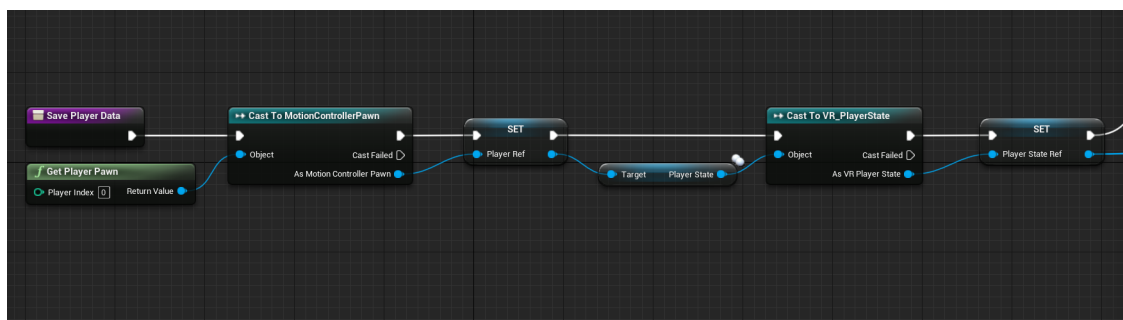 Save Player Data
f Get Player Pawn
Player Index 0 Return Value
Cast To MotionControllerPawn
Object Cast Failed
As Motion Controller Pawn
SET
Player Ref
Target Player State
Cast To VR_PlayerState
Object Cast Failed
As VR Player State
SET
Player State Ref